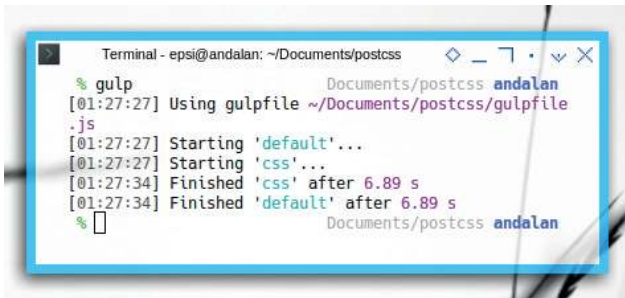 Terminal - epsi@andalan: ~/Documents/postcss
% gulp Documents/postcss andalan
[01:27:27] Using gulpfile ~/Documents/postcss/gulpfile
.js
[01:27:27] Starting 'default'...
[01:27:27] Starting 'css'...
[01:27:34] Finished 'css' after 6.89 s
[01:27:34] Finished 'default' after 6.89 s
% Documents/postcss andalan